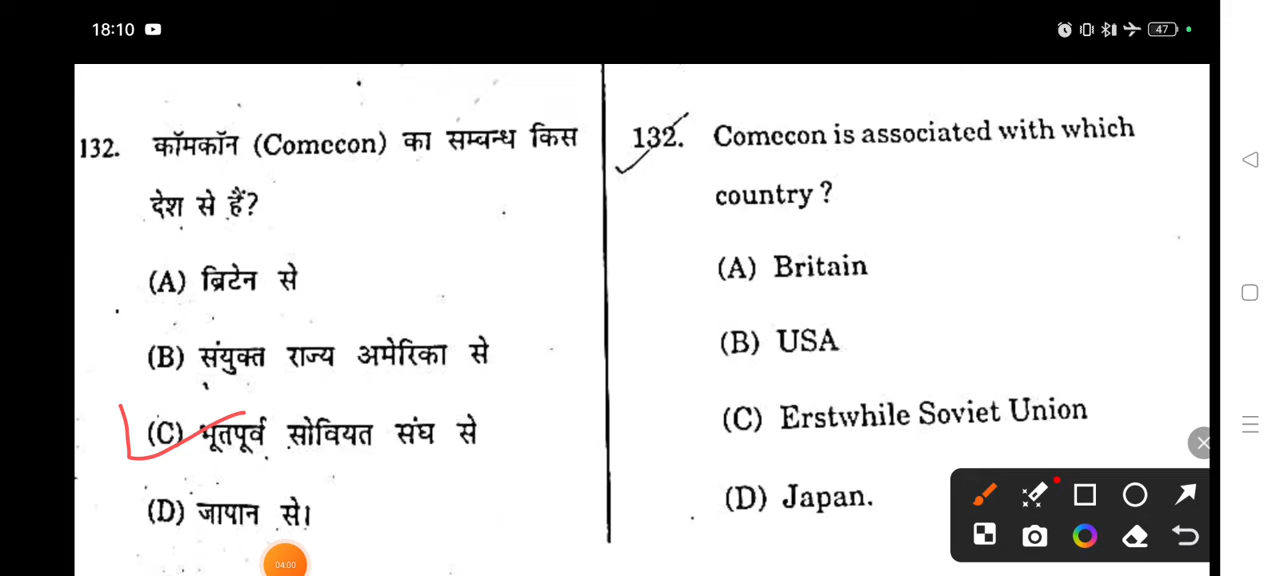 18:10
47
132. कॉमकॉन (Comecon) का सम्बन्ध किस
देश से हैं?
(A) ब्रिटेन से
(B) संयुक्त राज्य अमेरिका से
(C) भूतपूर्व सोवियत संघ से
(D) जापान से।
132. Comecon is associated with which
country ?
(A) Britain
(B) USA
(C) Erstwhile Soviet Union
(D) Japan.
04:00